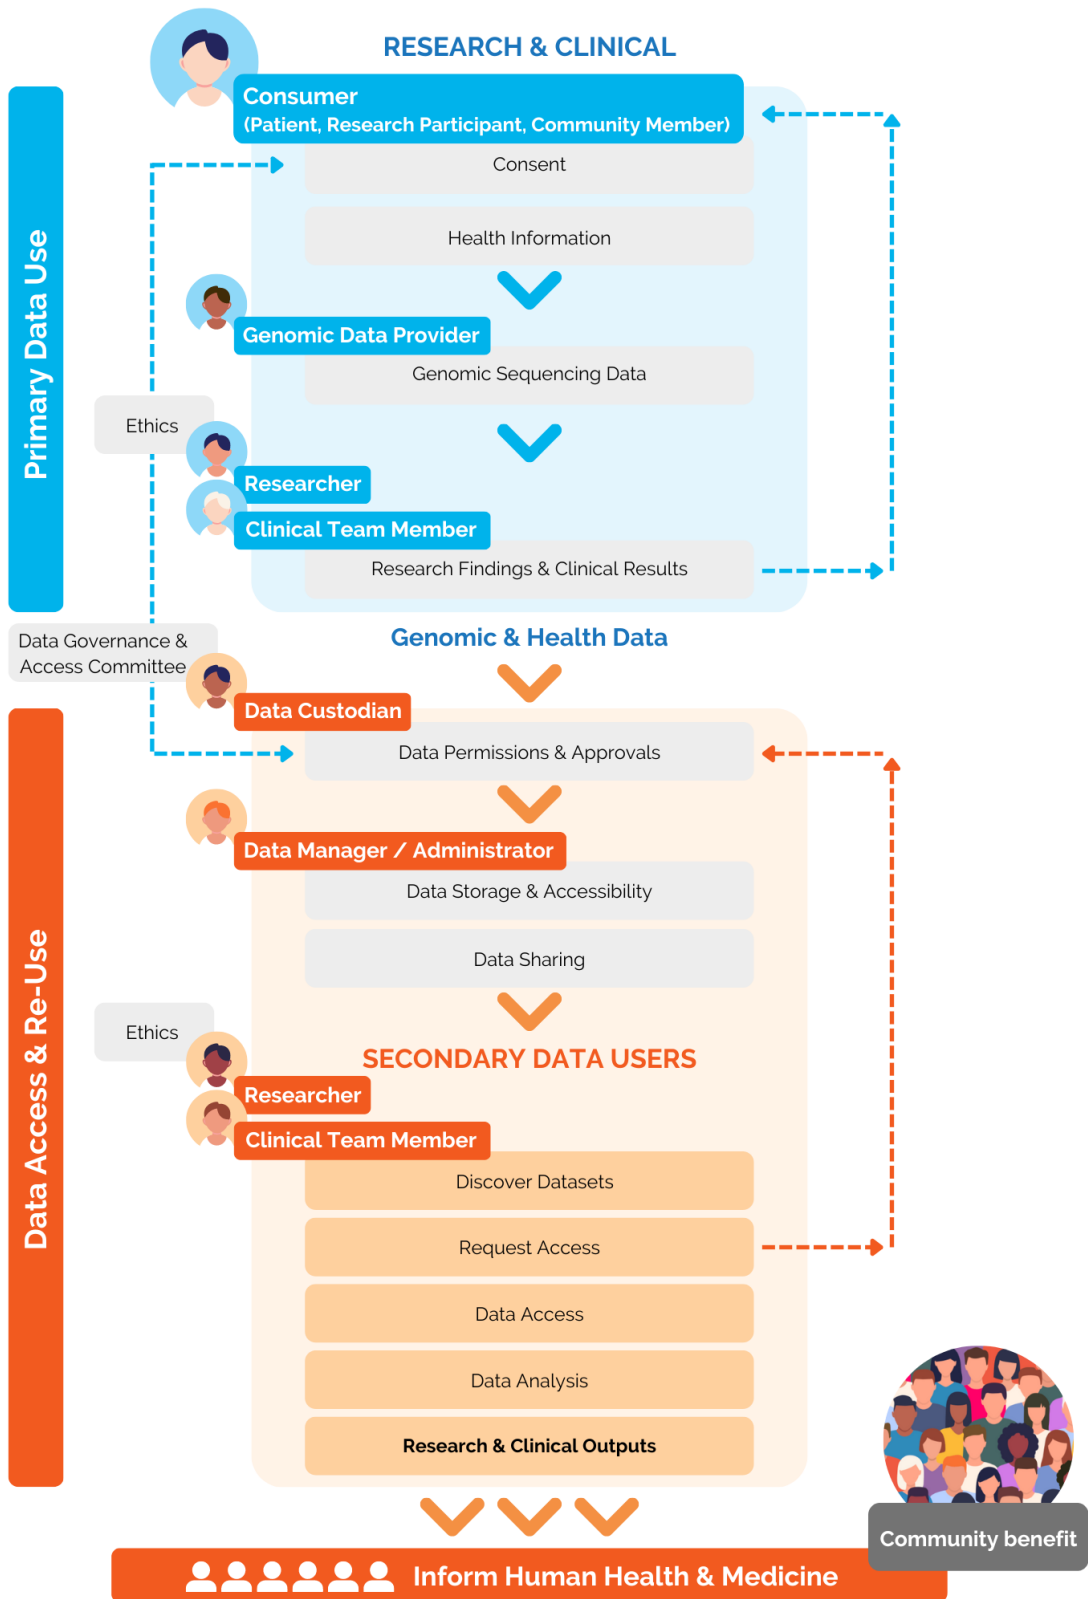 RESEARCH & CLINICAL
Consumer
(Patient, Research Participant, Community Member)
Consent
Health Information
Primary Data Use
Genomic Data Provider
Genomic Sequencing Data
Ethics
Researcher
Clinical Team Member
Research Findings & Clinical Results
Genomic & Health Data
Data Governance &
Access Committee
Data Custodian
Data Permissions & Approvals
Data Manager / Administrator
Data Storage & Accessibility
Data Sharing
Data Access & Re-Use
Ethics
SECONDARY DATA USERS
Researcher
Clinical Team Member
Discover Datasets
Request Access
Data Access
Data Analysis
Research & Clinical Outputs
Community benefit
Inform Human Health & Medicine